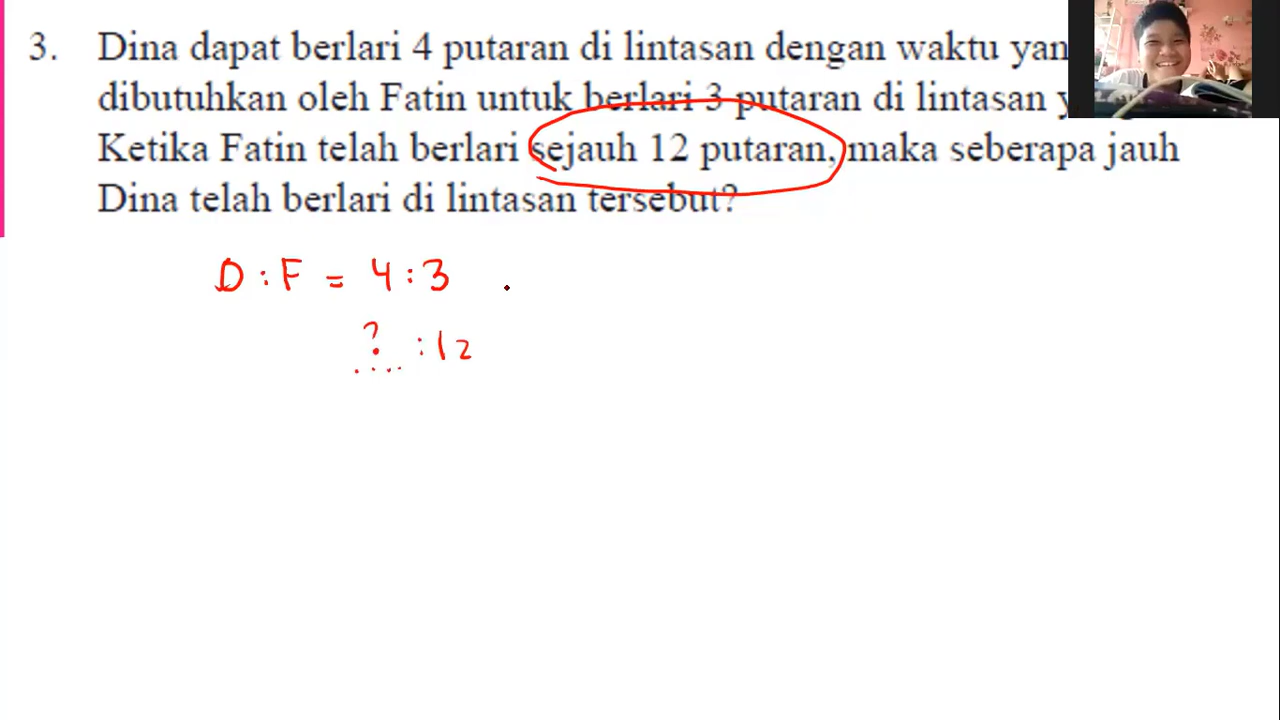 3. Dina dapat berlari 4 putaran di lintasan dengan waktu
dibutuhkan oleh Fatin untuk berlari 3 putaran di lintasan
Ketika Fatin telah berlari sejauh 12 putaran, maka seberapa jauh
Dina telah berlari di lintasan tersebut?
D : F = 4 : 3
? : 12
....